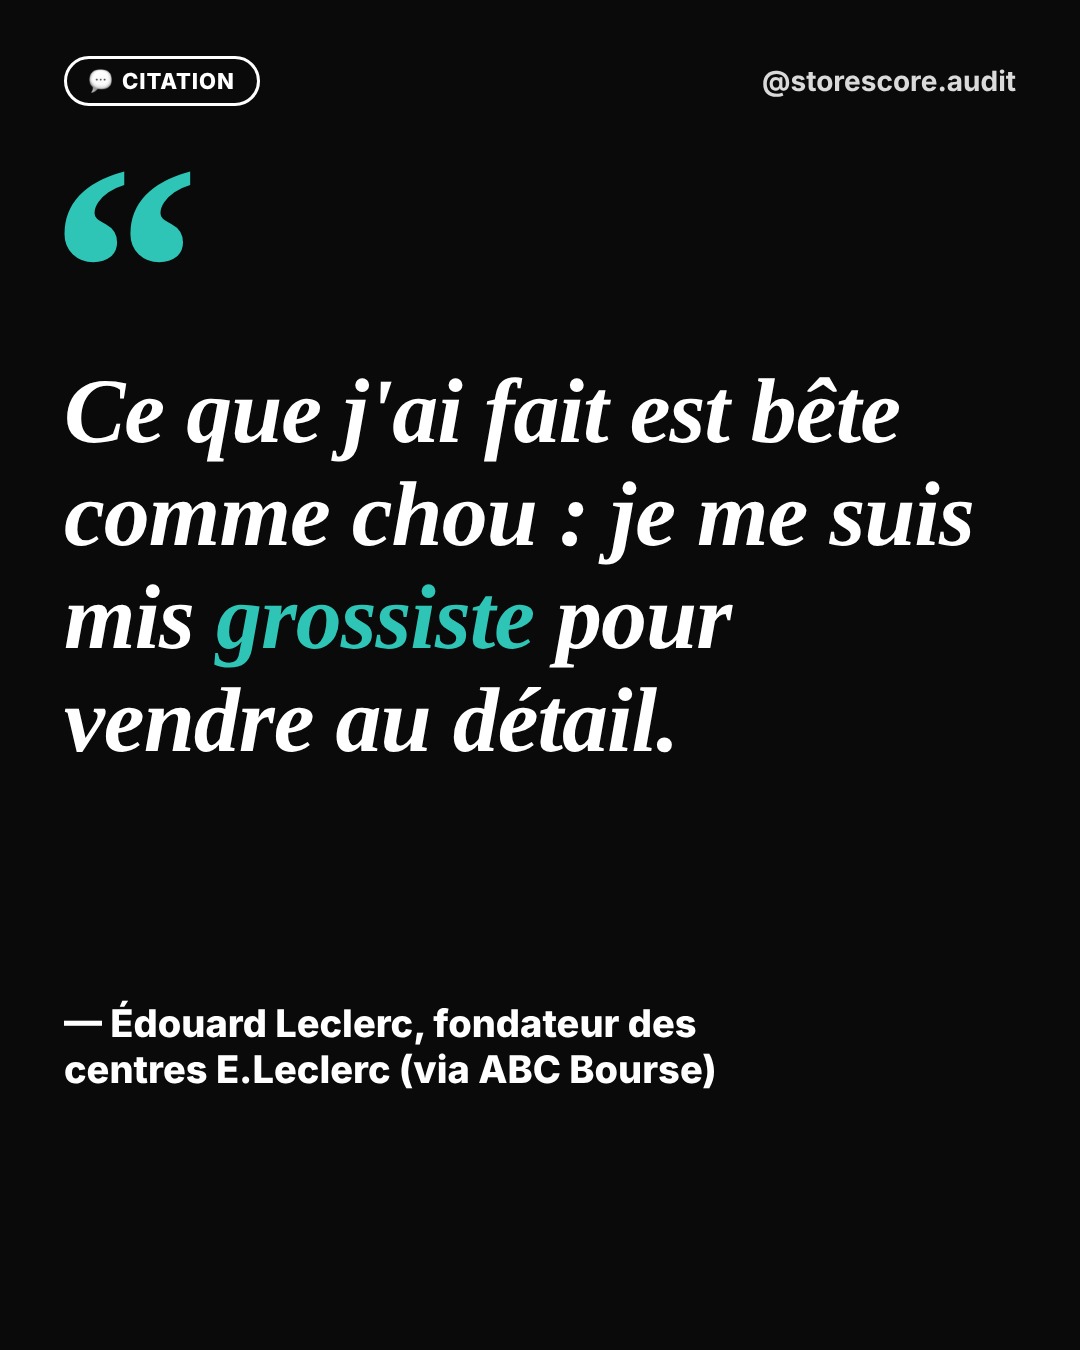 💬 CITATION
@storescore.audit
“
Ce que j'ai fait est bête
comme chou : je me suis
mis grossiste pour
vendre au détail.
— Édouard Leclerc, fondateur des
centres E.Leclerc (via ABC Bourse)